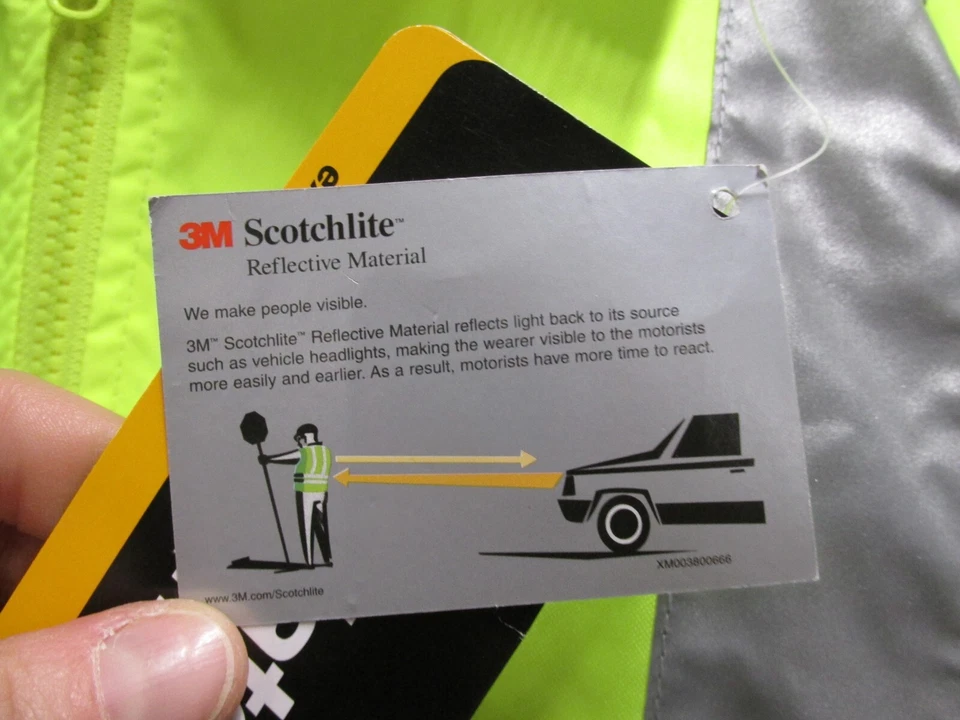 3M Scotchlite™
Reflective Material
We make people visible.
3M™ Scotchlite™ Reflective Material reflects light back to its source
such as vehicle headlights, making the wearer visible to the motorists
more easily and earlier. As a result, motorists have more time to react.
XM003800666
www.3M.com/Scotchlite